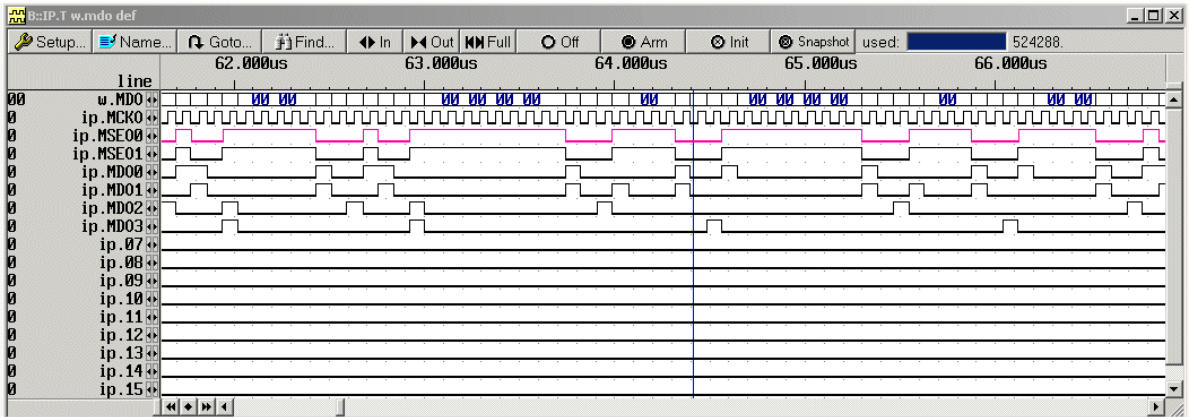 B::IP.T w.mdo def
Setup... Name... Goto... Find... In Out Full Off Arm Init Snapshot used: 524288.
62.000us 63.000us 64.000us 65.000us 66.000us
line
00 w.MDO 00 00 00 00 00 00 00 00 00 00 00 00 00 00
0 ip.MCKO
0 ip.MSEO0
0 ip.MSEO1
0 ip.MDO0
0 ip.MDO1
0 ip.MDO2
0 ip.MDO3
0 ip.07
0 ip.08
0 ip.09
0 ip.10
0 ip.11
0 ip.12
0 ip.13
0 ip.14
0 ip.15